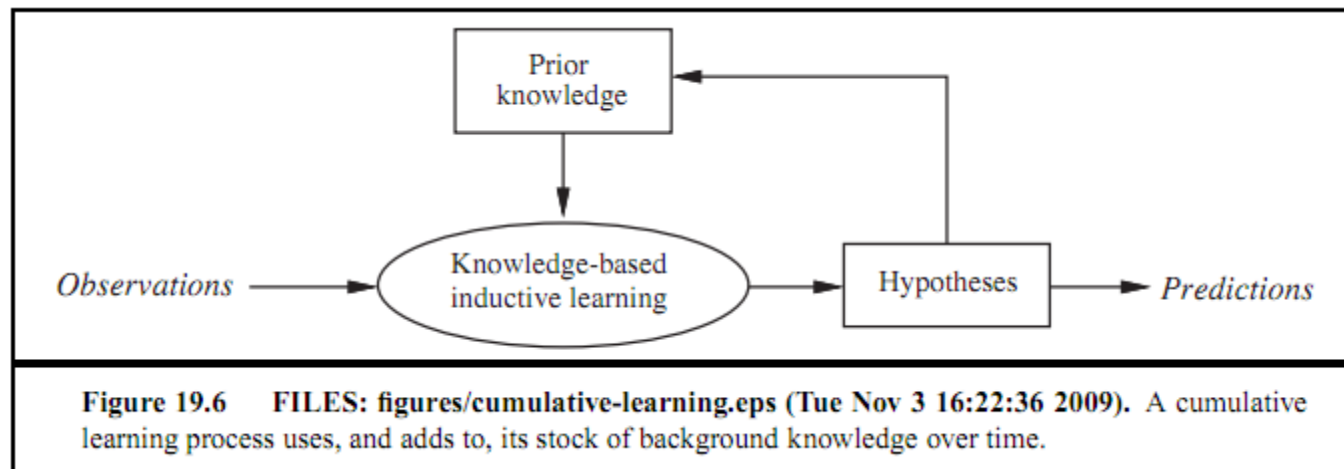 Prior
knowledge
Observations
Knowledge-based
inductive learning
Hypotheses
Predictions
Figure 19.6 FILES: figures/cumulative-learning.eps (Tue Nov 3 16:22:36 2009). A cumulative
learning process uses, and adds to, its stock of background knowledge over time.